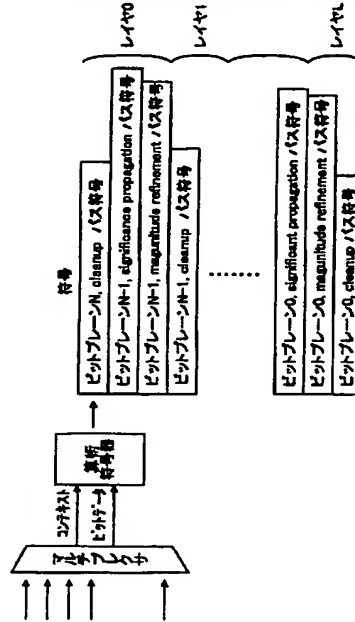 マルチプレクサ
コンテキスト
ビットデータ
算術
符号器
符号
ビットプレーンN, cleanup パス符号
ビットプレーンN-1, significance propagation パス符号
ビットプレーンN-1, magunitude refinement パス符号
ビットプレーンN-1, cleanup パス符号
ビットプレーン0, significant propagation パス符号
ビットプレーン0, magunitude refinement パス符号
ビットプレーン0, cleanup パス符号
レイヤ0
レイヤ1
レイヤL